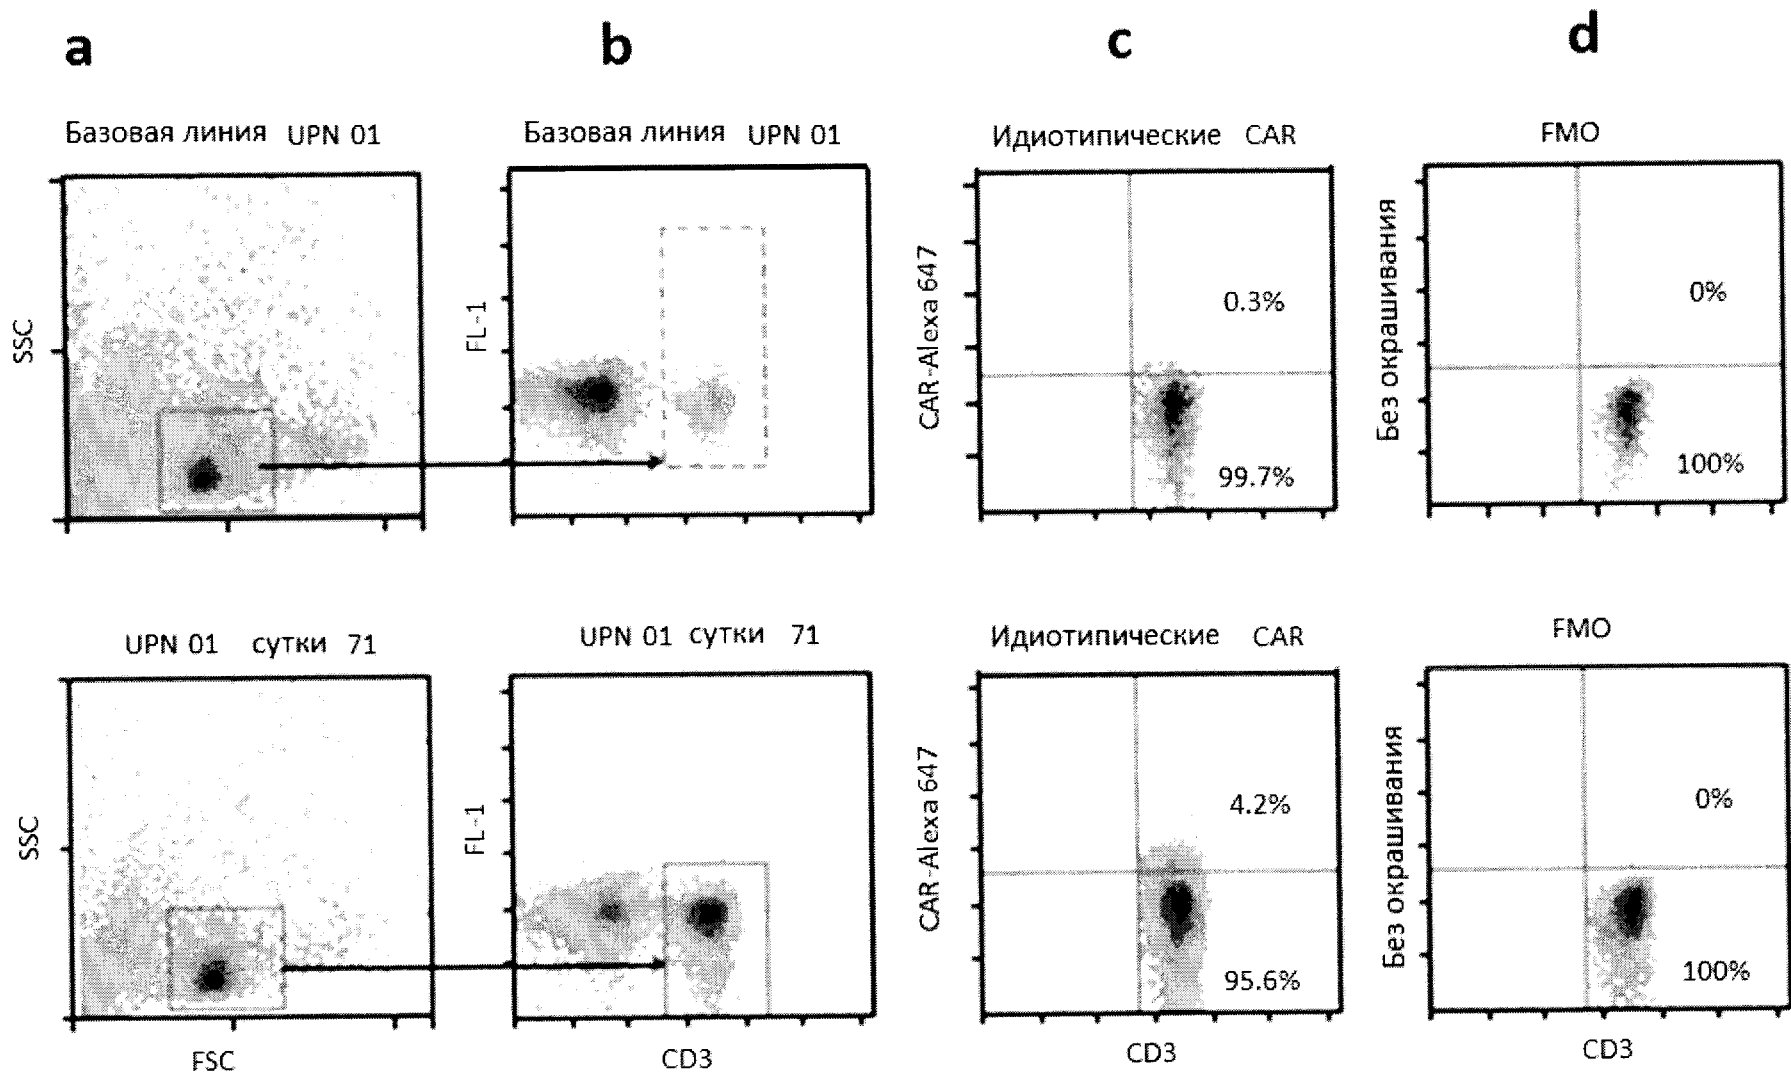 a
b
c
d
Базовая линия UPN 01
Базовая линия UPN 01
Идиотипические CAR
FMO
SSC
FL-1
CAR-Alexa 647
0.3%
99.7%
Без окрашивания
0%
100%
UPN 01 сутки 71
UPN 01 сутки 71
Идиотипические CAR
FMO
SSC
FL-1
CAR-Alexa 647
4.2%
95.6%
Без окрашивания
0%
100%
FSC
CD3
CD3
CD3